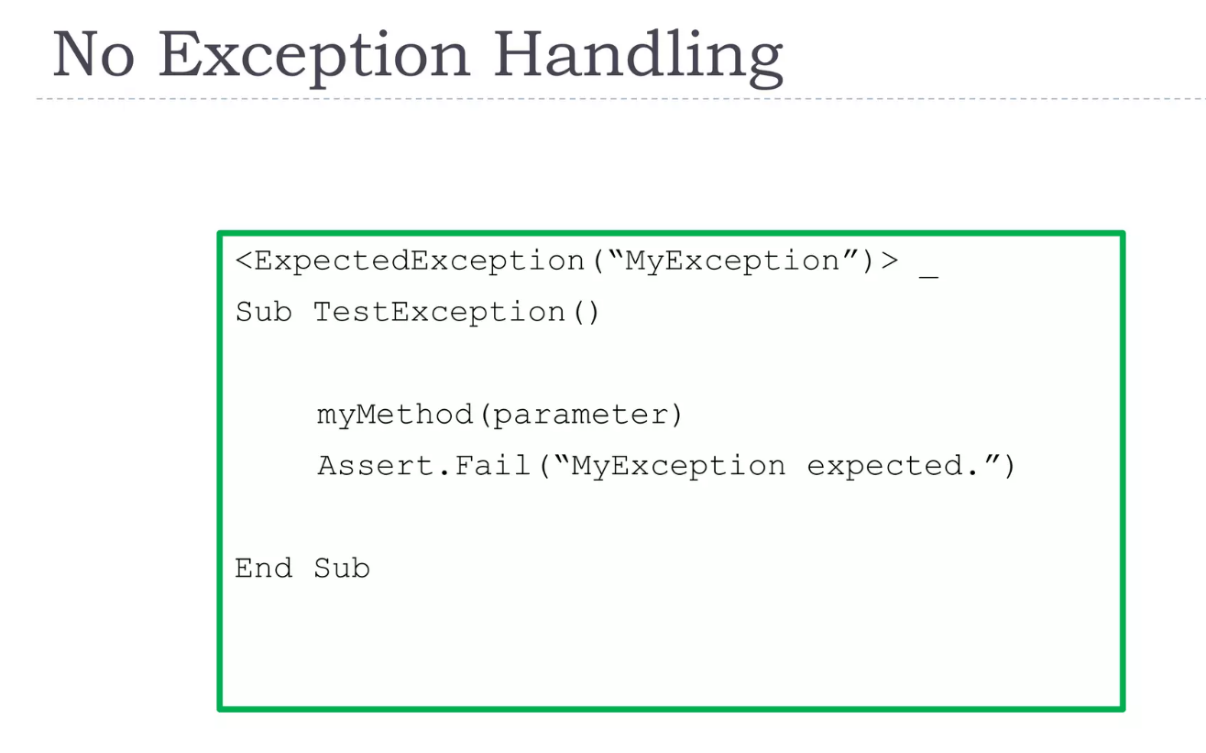 No Exception Handling
<ExpectedException(“MyException”)> _
Sub TestException()
myMethod(parameter)
Assert.Fail(“MyException expected.”)
End Sub